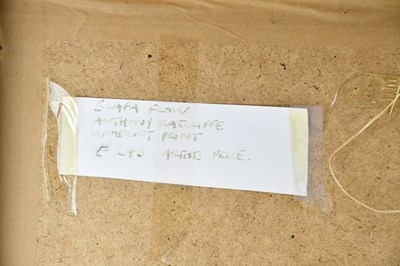 SCAPA FLOW
ANTHONY RATCLIFFE
WOODCUT PRINT
£ ARTISTS PRICE.